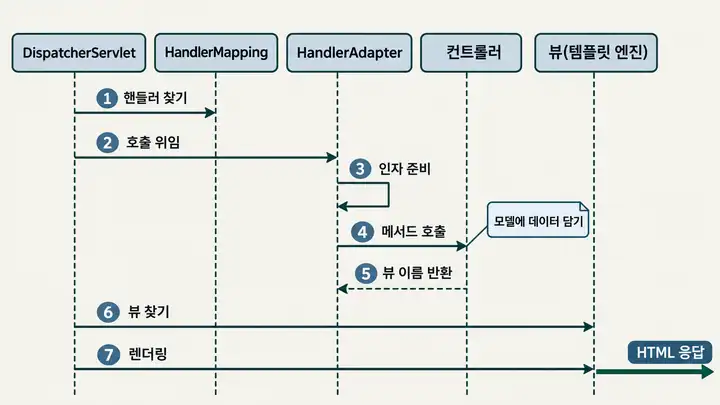 DispatcherServlet
HandlerMapping
HandlerAdapter
컨트롤러
뷰(템플릿 엔진)
1 핸들러 찾기
2 호출 위임
3 인자 준비
모델에 데이터 담기
4 메서드 호출
5 뷰 이름 반환
6 뷰 찾기
HTML 응답
7 렌더링